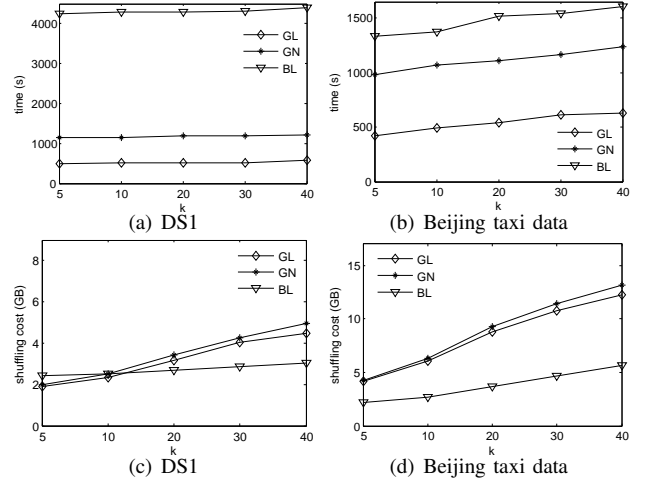 4000
3000
2000
1000
0
time (s)
GL
GN
BL
5 10 20 30 40
k
(a) DS1
1500
1000
500
0
time (s)
GL
GN
BL
5 10 20 30 40
k
(b) Beijing taxi data
8
6
4
2
0
shuffling cost (GB)
GL
GN
BL
5 10 20 30 40
k
(c) DS1
15
10
5
0
shuffling cost (GB)
GL
GN
BL
5 10 20 30 40
k
(d) Beijing taxi data